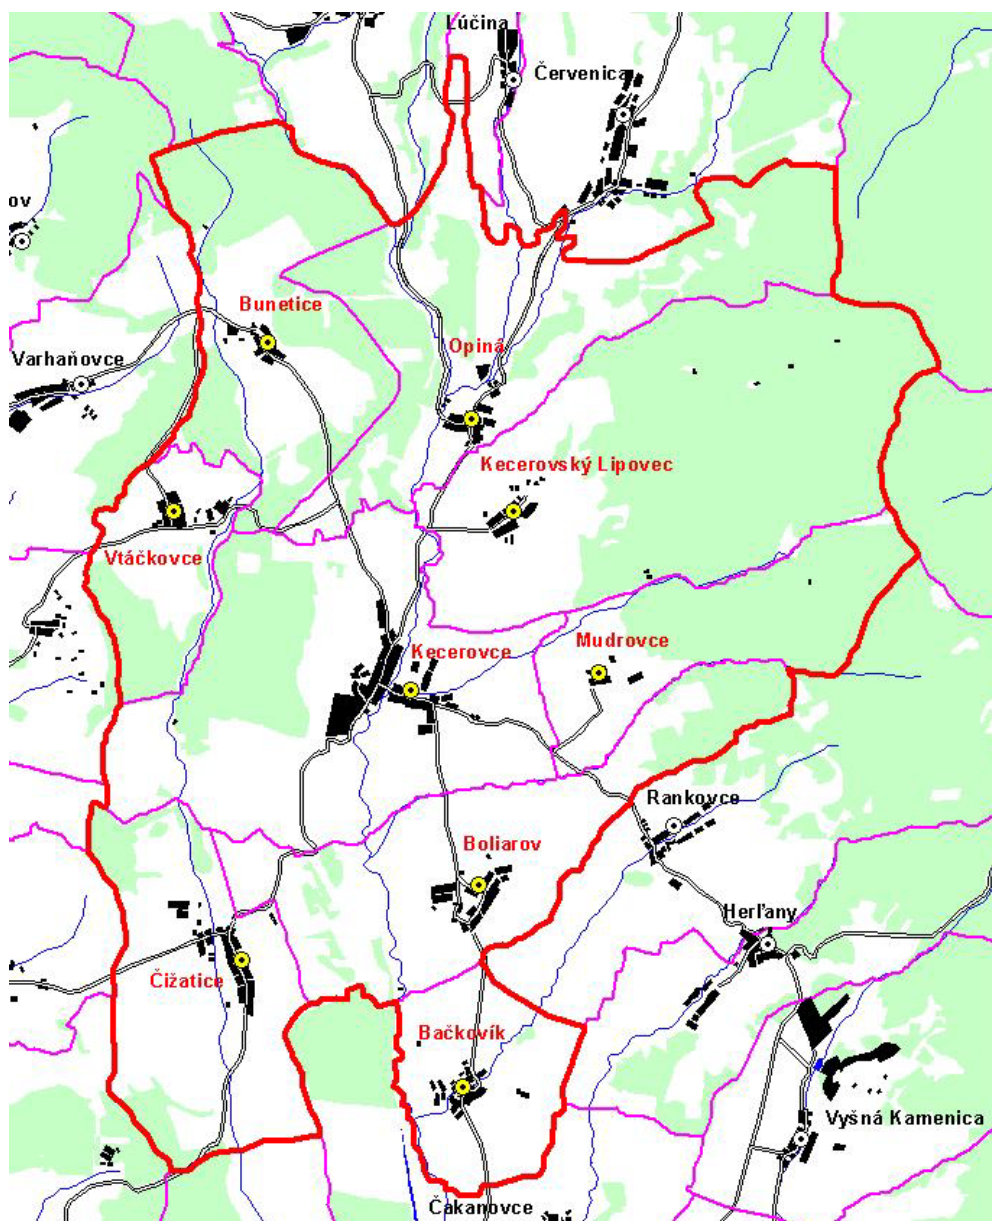 Lúčina
Červenica
ov
Bunetice
Varhaňovce
Opiná
Kecerovský Lipovec
Vtáčkovce
Kecerovce
Mudrovce
Rankovce
Boliarov
Herľany
Čižatice
Bačkovík
Vyšná Kamenica
Čakanovce